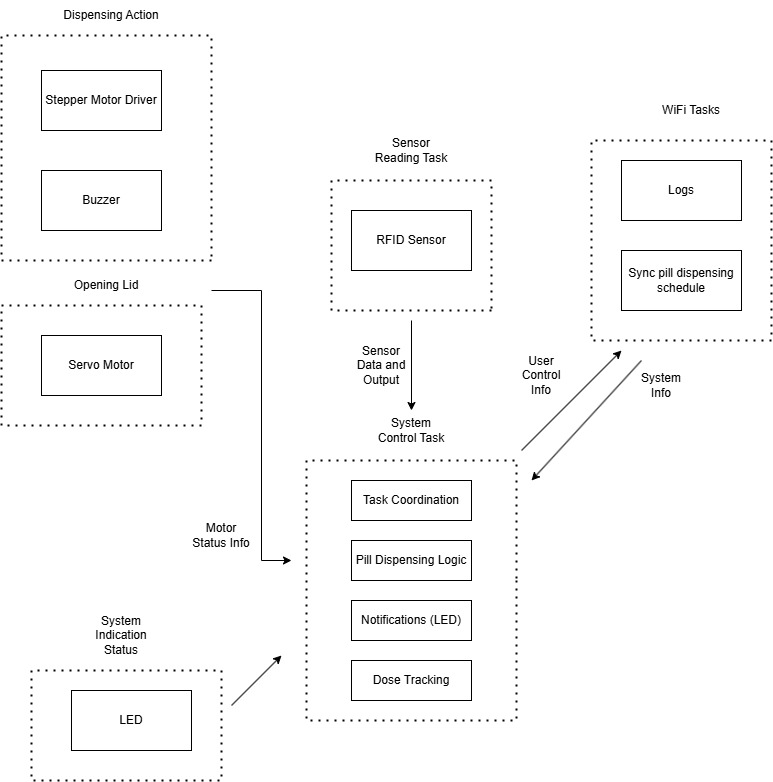 Dispensing Action
Stepper Motor Driver
Buzzer
Opening Lid
Servo Motor
Sensor
Reading Task
RFID Sensor
WiFi Tasks
Logs
Sync pill dispensing
schedule
Sensor
Data and
Output
User
Control
Info
System
Info
System
Control Task
Task Coordination
Pill Dispensing Logic
Notifications (LED)
Dose Tracking
Motor
Status Info
System
Indication
Status
LED